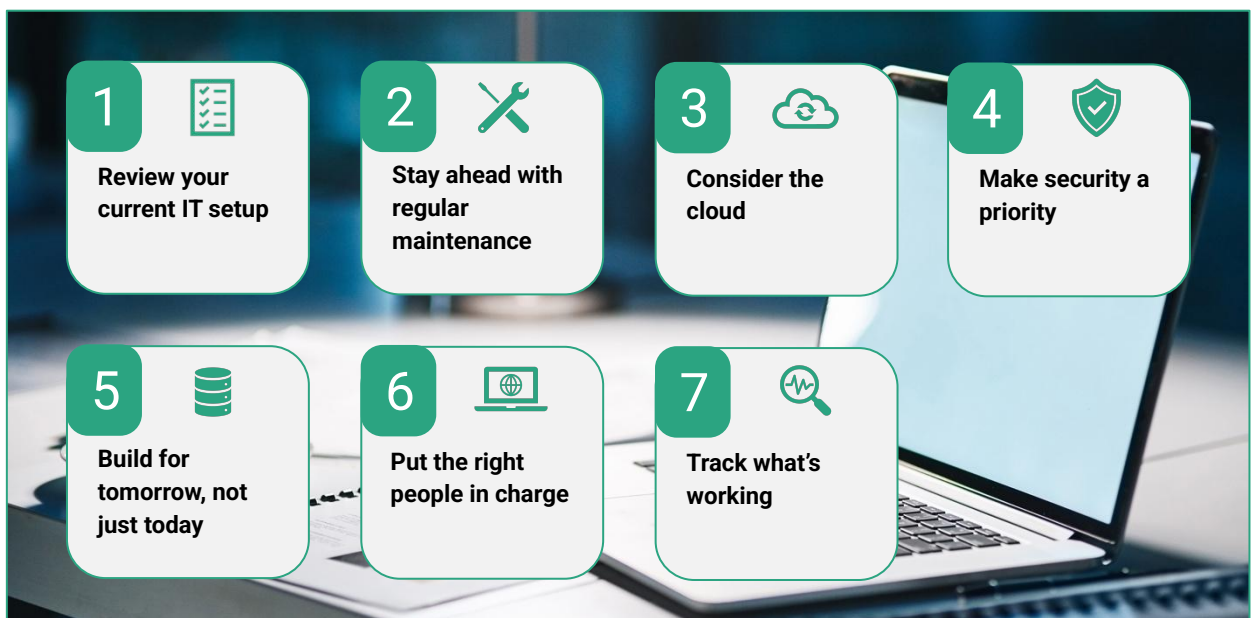 1
Review your
current IT setup
2
Stay ahead with
regular
maintenance
3
Consider the
cloud
4
Make security a
priority
5
Build for
tomorrow, not
just today
6
Put the right
people in charge
7
Track what’s
working